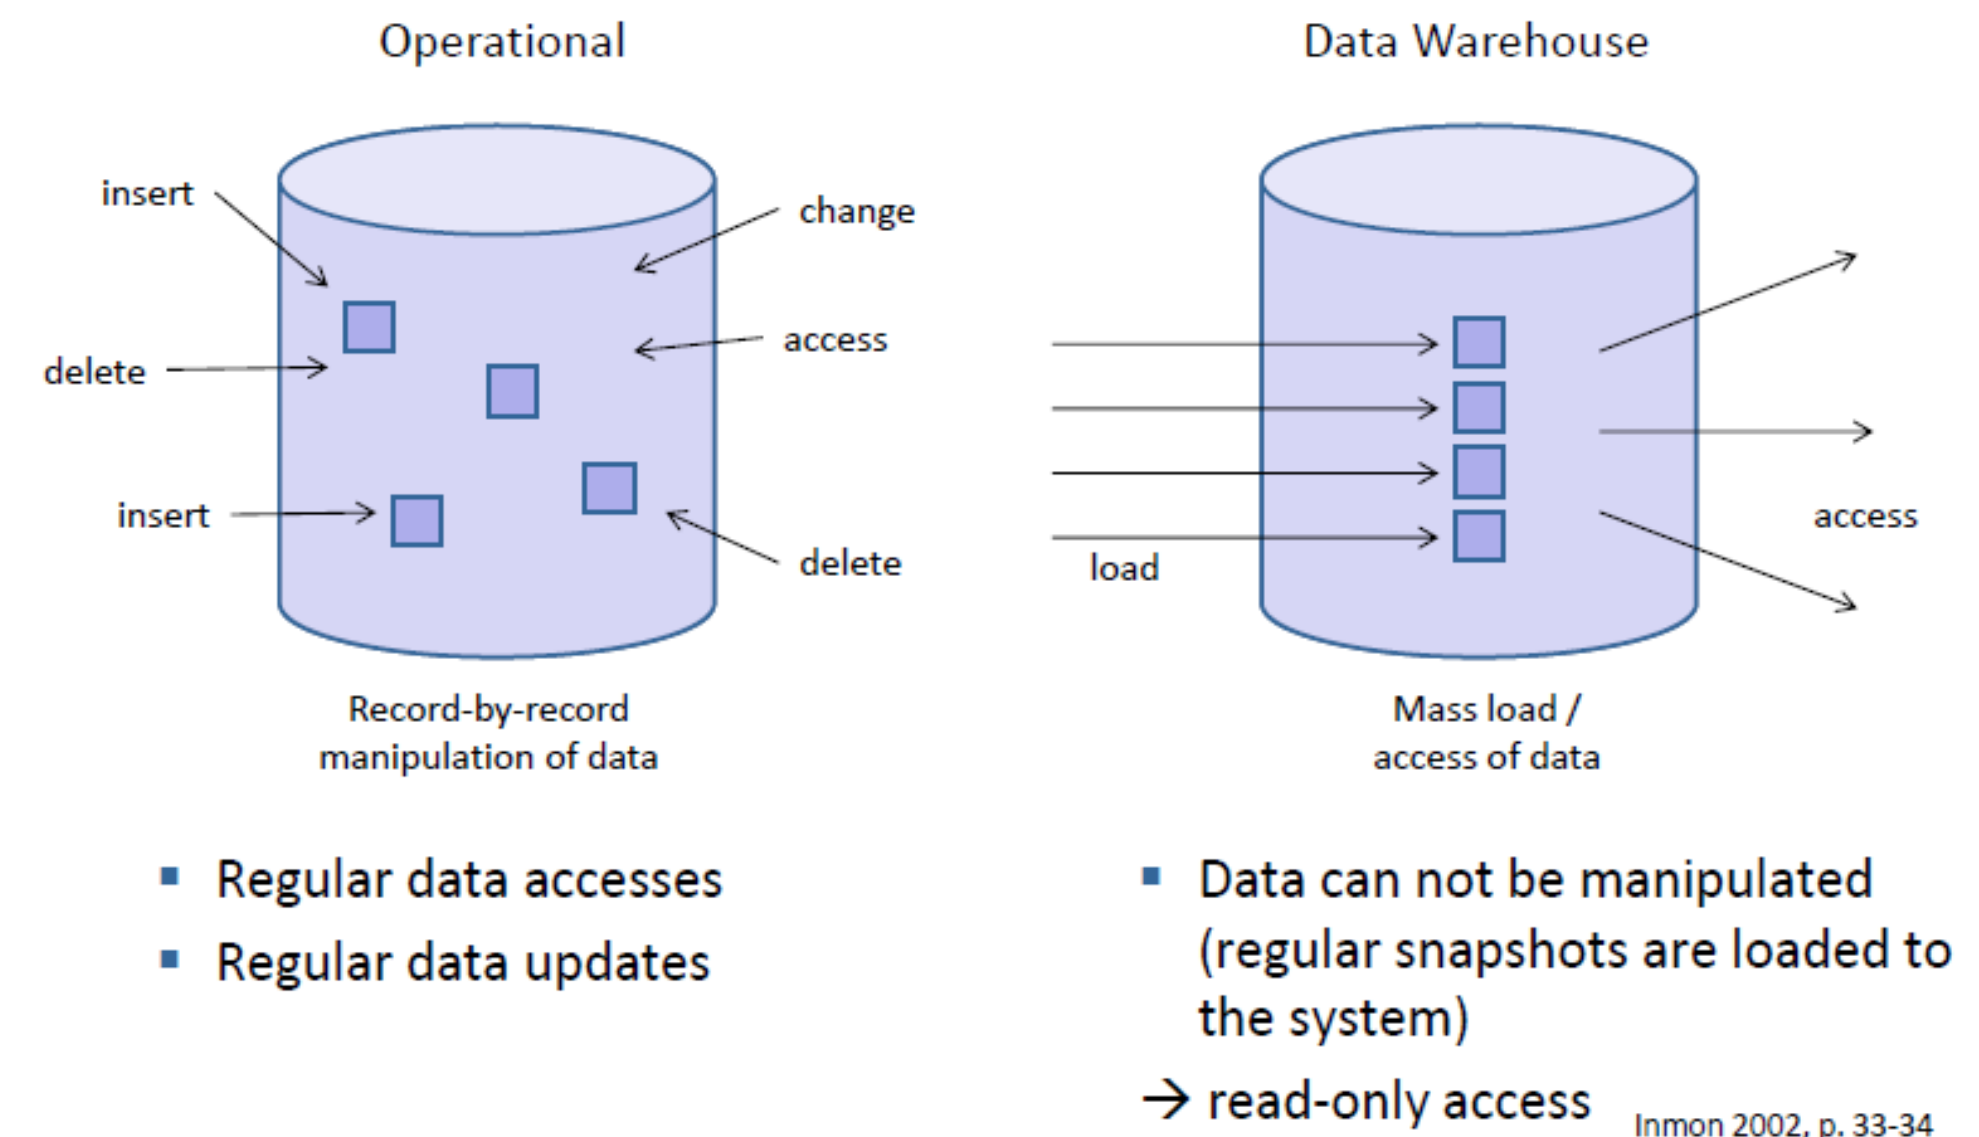 Operational
insert
change
access
delete
insert
delete
Record-by-record
manipulation of data
▪ Regular data accesses
▪ Regular data updates
Data Warehouse
load
access
Mass load /
access of data
▪ Data can not be manipulated
(regular snapshots are loaded to
the system)
→ read-only access
Inmon 2002, p. 33-34